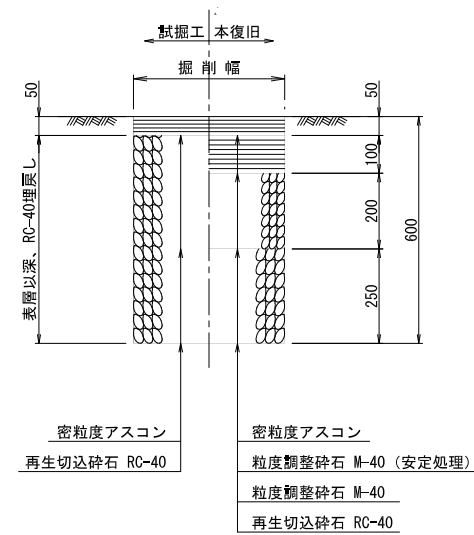 試掘工 本復旧
掘 削 幅
50
50
100
200
250
600
表層以深、RC-40埋戻し
密粒度アスコン
再生切込砕石 RC-40
密粒度アスコン
粒度調整砕石 M-40 (安定処理)
粒度調整砕石 M-40
再生切込砕石 RC-40